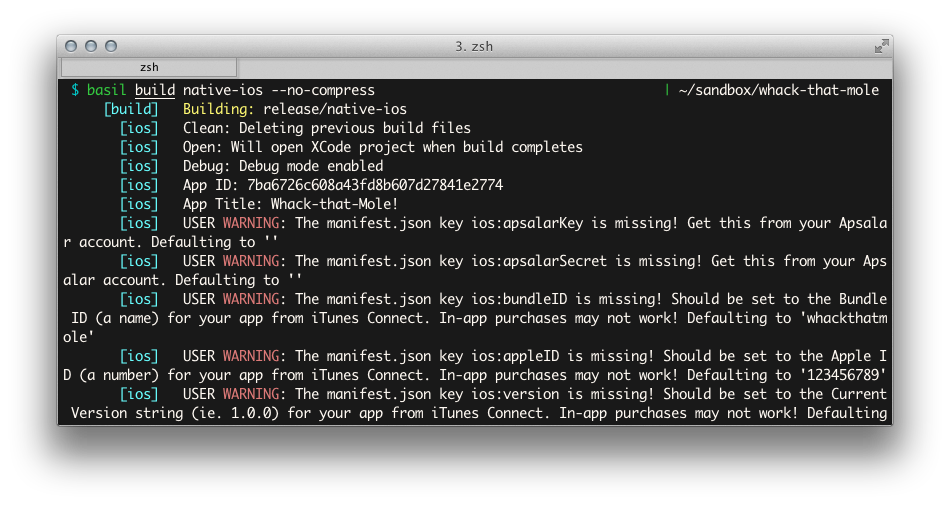 3. zsh
zsh
$ basil build native-ios --no-compress | ~/sandbox/whack-that-mole
[build] Building: release/native-ios
[ios] Clean: Deleting previous build files
[ios] Open: Will open XCode project when build completes
[ios] Debug: Debug mode enabled
[ios] App ID: 7ba6726c608a43fd8b607d27841e2774
[ios] App Title: Whack-that-Mole!
[ios] USER WARNING: The manifest.json key ios:apsalarKey is missing! Get this from your Apsala
r account. Defaulting to ''
[ios] USER WARNING: The manifest.json key ios:apsalarSecret is missing! Get this from your Aps
alar account. Defaulting to ''
[ios] USER WARNING: The manifest.json key ios:bundleID is missing! Should be set to the Bundle
ID (a name) for your app from iTunes Connect. In-app purchases may not work! Defaulting to 'whackthatm
ole'
[ios] USER WARNING: The manifest.json key ios:appleID is missing! Should be set to the Apple I
D (a number) for your app from iTunes Connect. In-app purchases may not work! Defaulting to '123456789'
[ios] USER WARNING: The manifest.json key ios:version is missing! Should be set to the Current
Version string (ie. 1.0.0) for your app from iTunes Connect. In-app purchases may not work! Defaulting